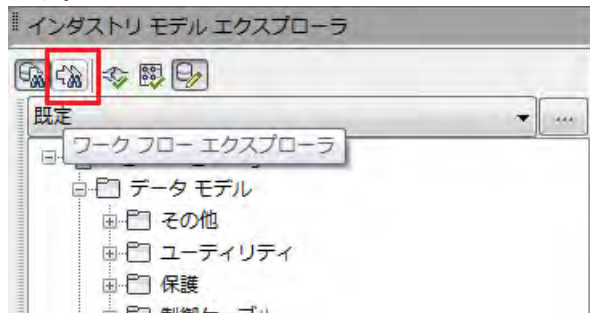 インダストリ モデル エクスプローラ
既定
...
ワーク フロー エクスプローラ
データ モデル
その他
ユーティリティ
保護